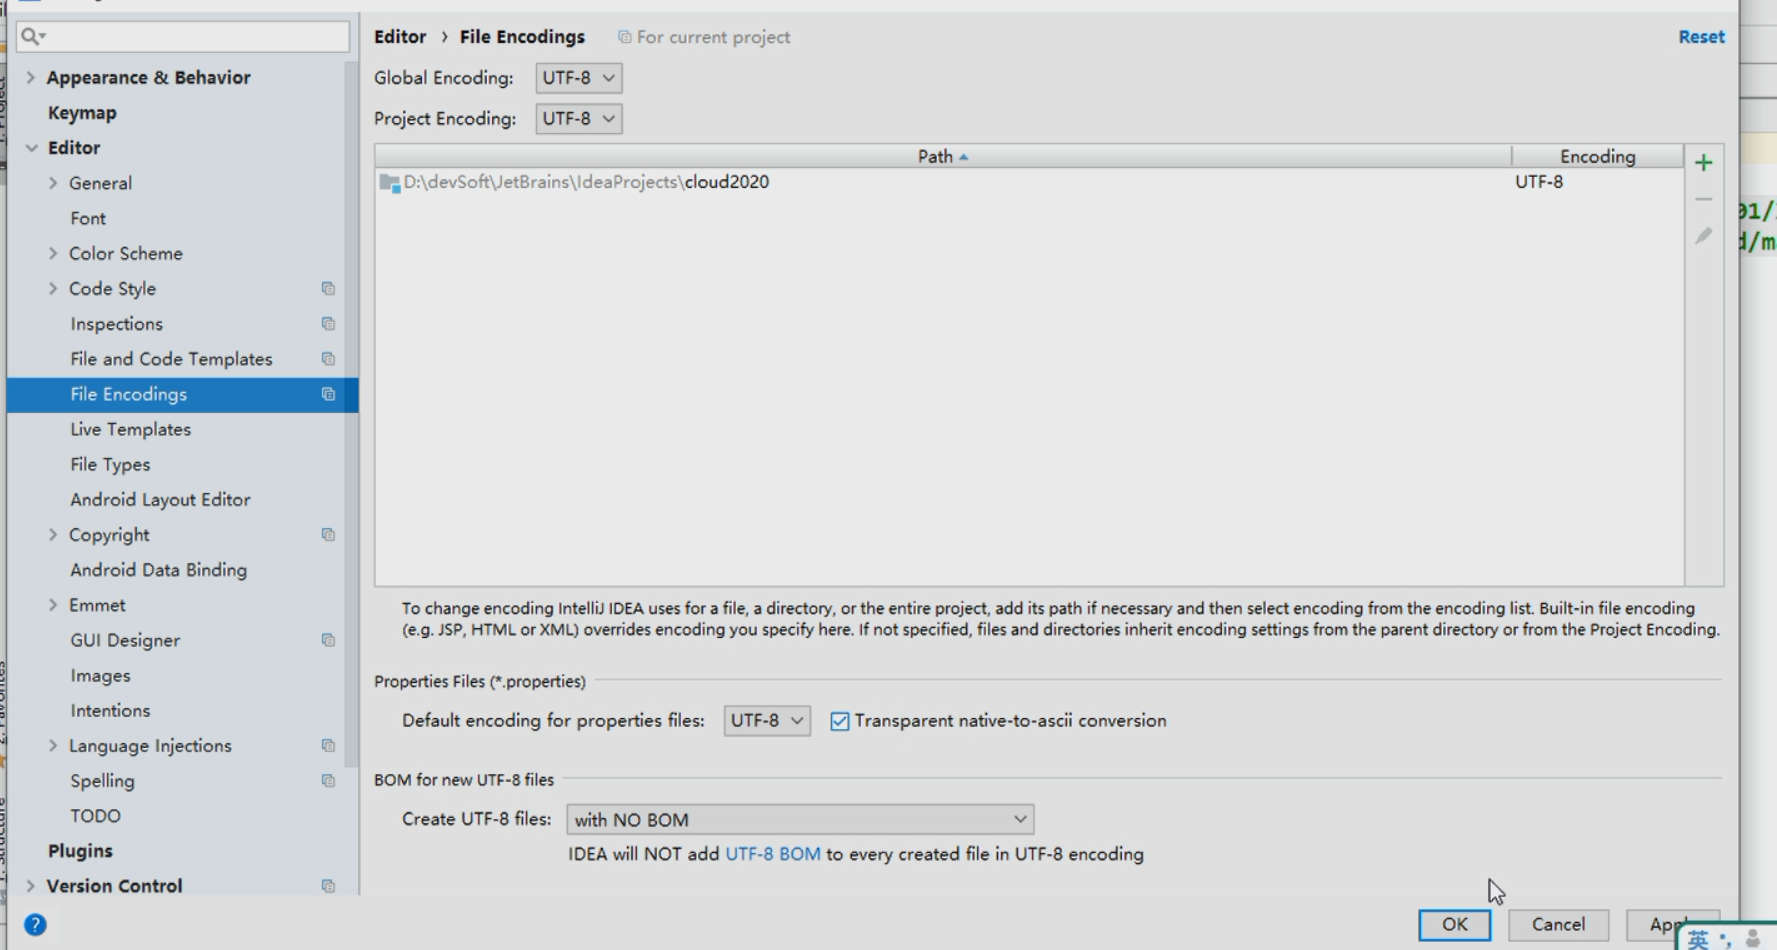 Editor › File Encodings For current project Reset
Appearance & Behavior
Keymap
Editor
General
Font
Color Scheme
Code Style
Inspections
File and Code Templates
File Encodings
Live Templates
File Types
Android Layout Editor
Copyright
Android Data Binding
Emmet
GUI Designer
Images
Intentions
Language Injections
Spelling
TODO
Plugins
Version Control
Global Encoding: UTF-8
Project Encoding: UTF-8
Path Encoding
D:\devSoft\JetBrains\IdeaProjects\cloud2020 UTF-8
To change encoding IntelliJ IDEA uses for a file, a directory, or the entire project, add its path if necessary and then select encoding from the encoding list. Built-in file encoding
(e.g. JSP, HTML or XML) overrides encoding you specify here. If not specified, files and directories inherit encoding settings from the parent directory or from the Project Encoding.
Properties Files (*.properties)
Default encoding for properties files: UTF-8 Transparent native-to-ascii conversion
BOM for new UTF-8 files
Create UTF-8 files: with NO BOM
IDEA will NOT add UTF-8 BOM to every created file in UTF-8 encoding
? OK Cancel
英
01/
d/m